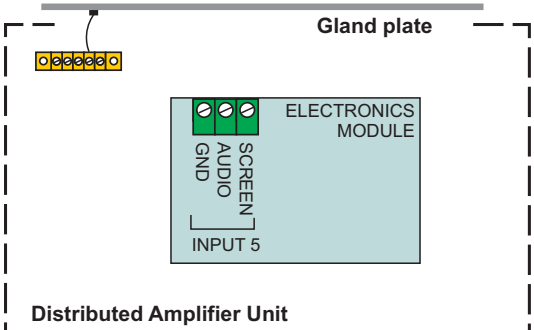 Gland plate
ELECTRONICS
MODULE
GND
AUDIO
SCREEN
INPUT 5
Distributed Amplifier Unit